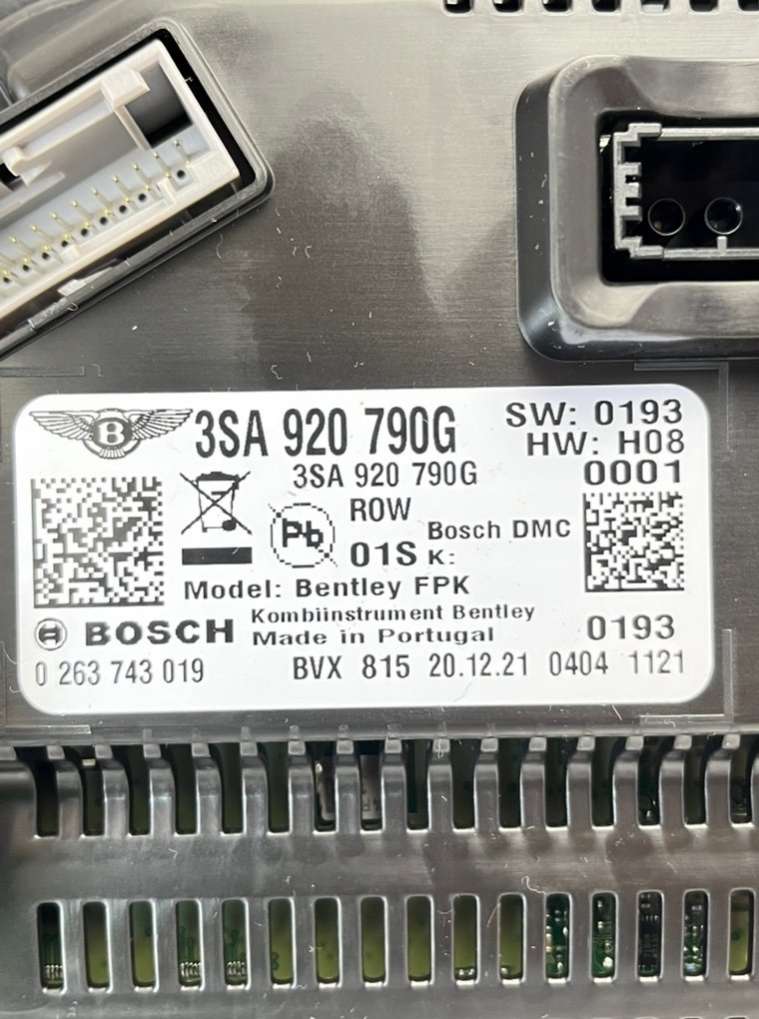 B
3SA 920 790G
SW: 0193
HW: H08
3SA 920 790G
0001
ROW
Pb
Bosch DMC
01S K:
Model: Bentley FPK
BOSCH
Kombiinstrument Bentley
Made in Portugal
0193
0 263 743 019
BVX 815 20.12.21 0404 1121